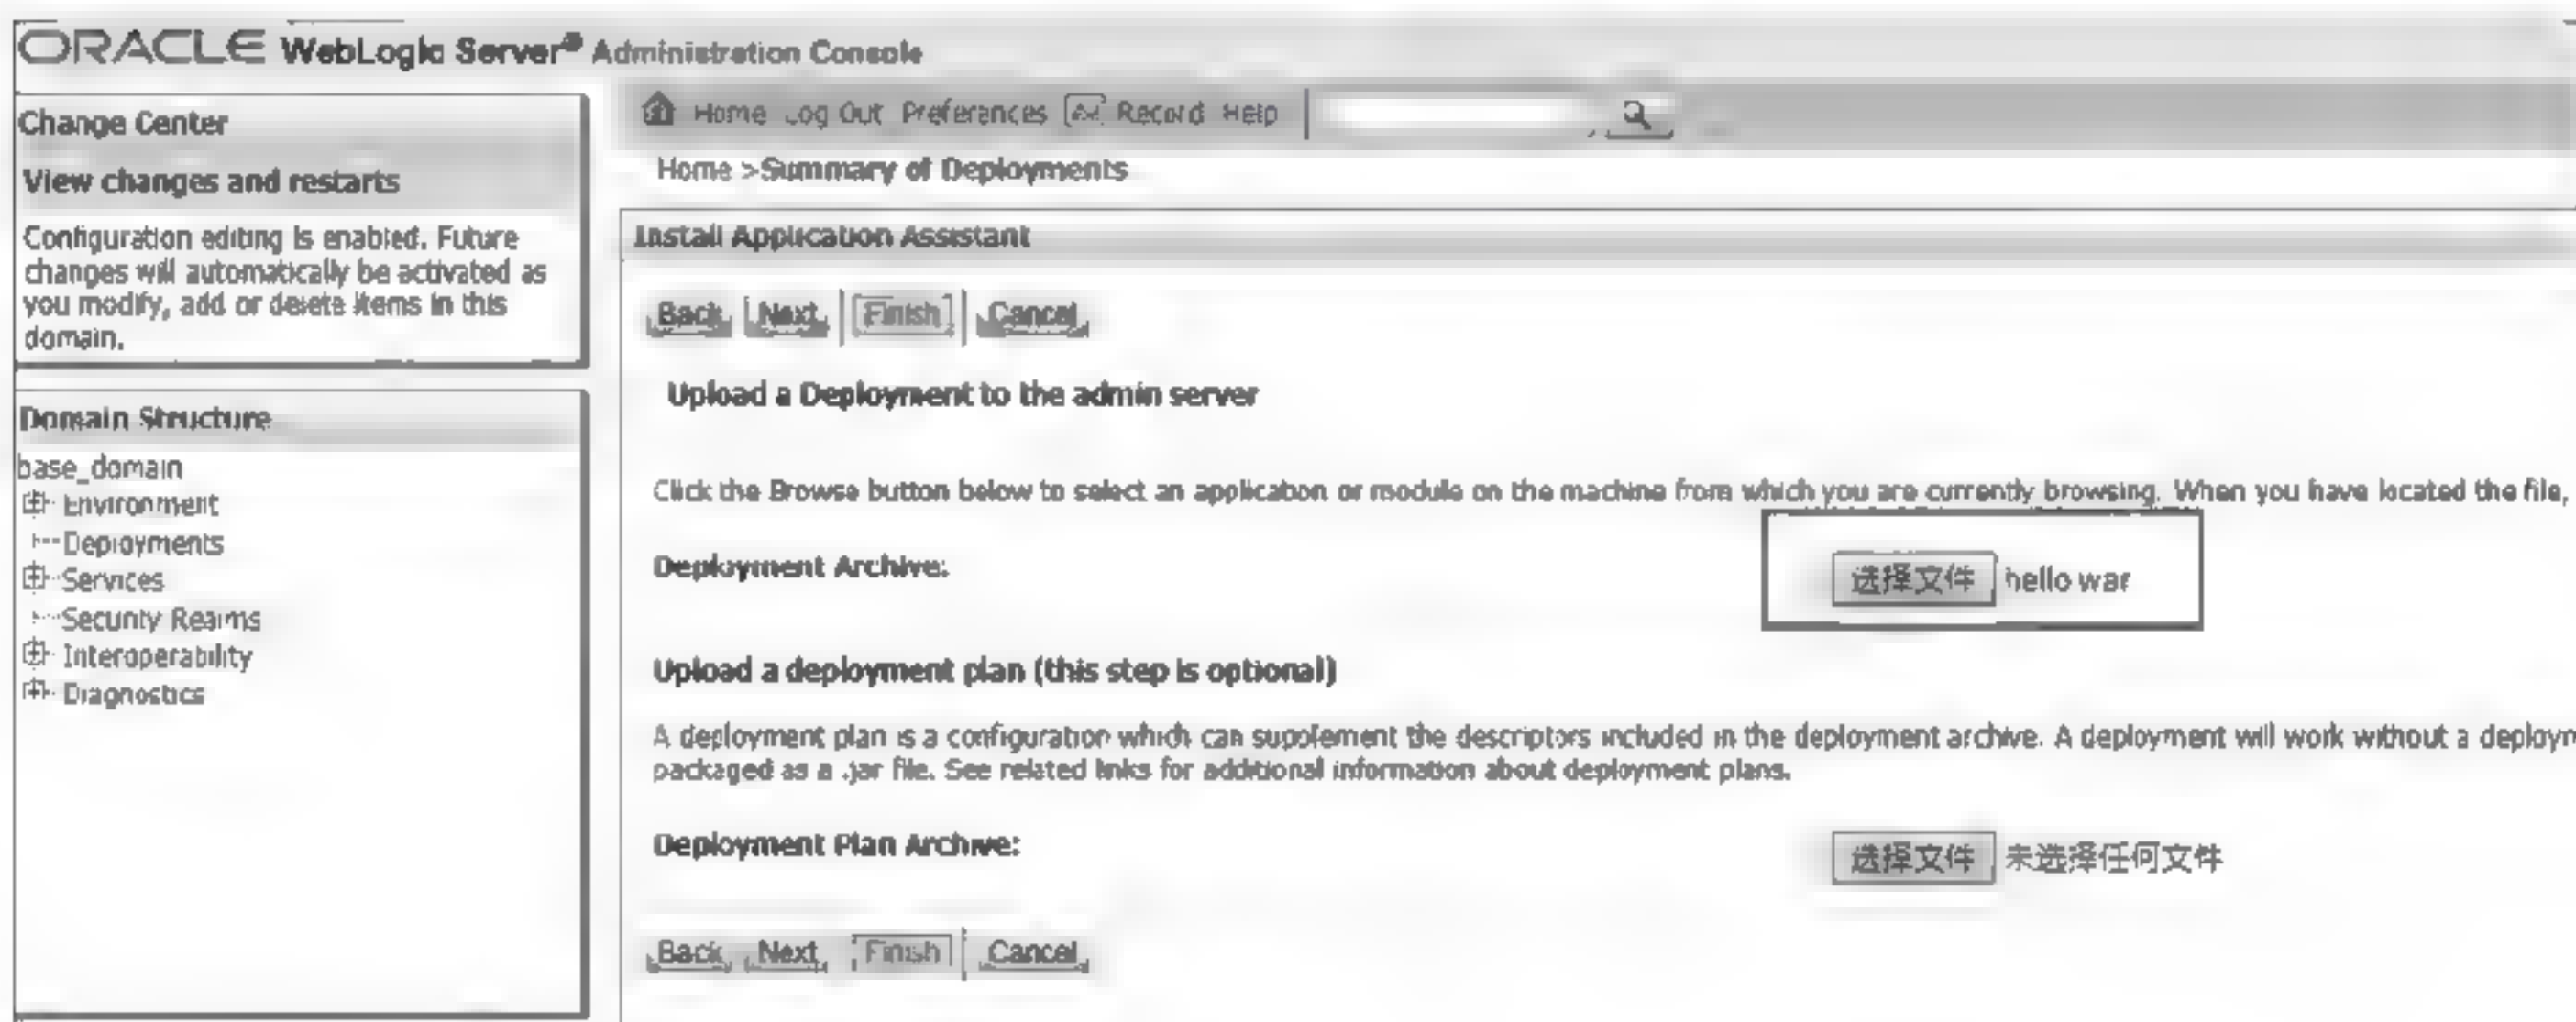 ORACLE WebLogic Server® Administration Console
Change Center
View changes and restarts
Configuration editing is enabled. Future
changes will automatically be activated as
you modify, add or delete items in this
domain.
Domain Structure
base_domain
Environment
Deployments
Services
Security Realms
Interoperability
Diagnostics
Home Log Out Preferences Record Help
Home >Summary of Deployments
Install Application Assistant
Back Next Finish Cancel
Upload a Deployment to the admin server
Click the Browse button below to select an application or module on the machine from which you are currently browsing. When you have located the file,
Deployment Archive: 选择文件 hello war
Upload a deployment plan (this step is optional)
A deployment plan is a configuration which can supplement the descriptors included in the deployment archive. A deployment will work without a deploym
packaged as a .jar file. See related links for additional information about deployment plans.
Deployment Plan Archive: 选择文件 未选择任何文件
Back Next Finish Cancel